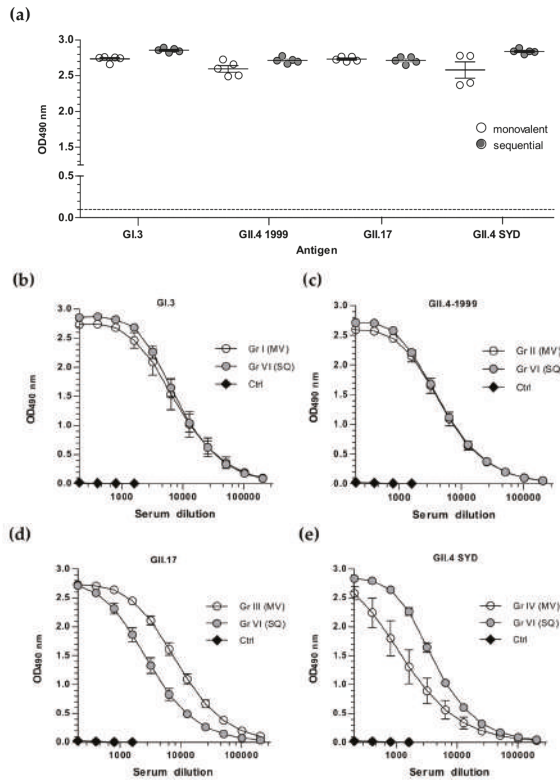 (a)
3.0
2.5
2.0
1.5
0.5
0.0
OD490 nm
monovalent
sequential
GI.3 GII.4 1999 GII.17 GII.4 SYD
Antigen
(b)
GI.3
3.0
2.5
2.0
1.5
1.0
0.5
0.0
OD490 nm
Gr I (MV)
Gr VI (SQ)
Ctrl
1000 10000 100000
Serum dilution
(c)
GII.4-1999
3.0
2.5
2.0
1.5
1.0
0.5
0.0
OD490 nm
Gr II (MV)
Gr VI (SQ)
Ctrl
1000 10000 100000
Serum dilution
(d)
GII.17
3.0
2.5
2.0
1.5
1.0
0.5
0.0
OD490 nm
Gr III (MV)
Gr VI (SQ)
Ctrl
1000 10000 100000
Serum dilution
(e)
GII.4 SYD
3.0
2.5
2.0
1.5
1.0
0.5
0.0
OD490 nm
Gr IV (MV)
Gr VI (SQ)
Ctrl
1000 10000 100000
Serum dilution